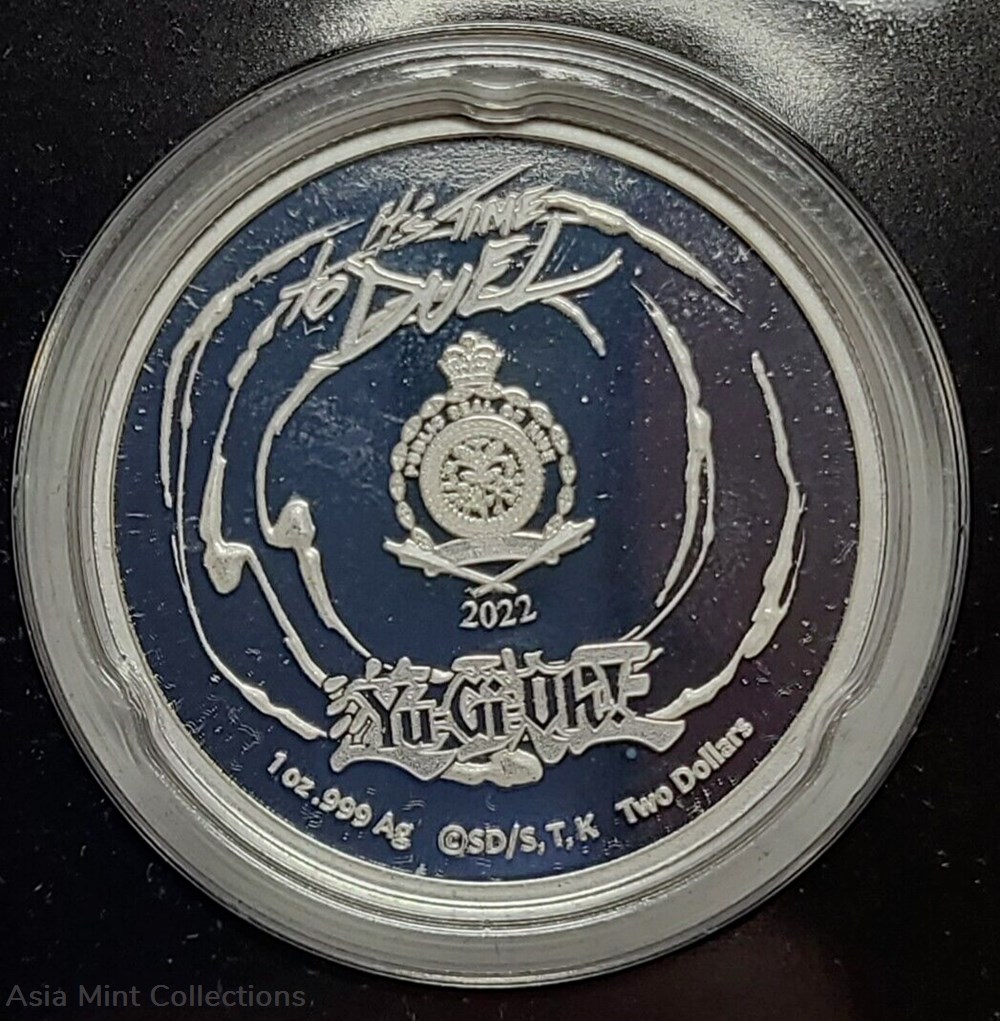 It's TIME
to DUEL
PUBLIC SEAL OF NIUE
2022
Yu-Gi-OH!
1 oz .999 Ag ©SD/S, T, K Two Dollars
Asia Mint Collections.